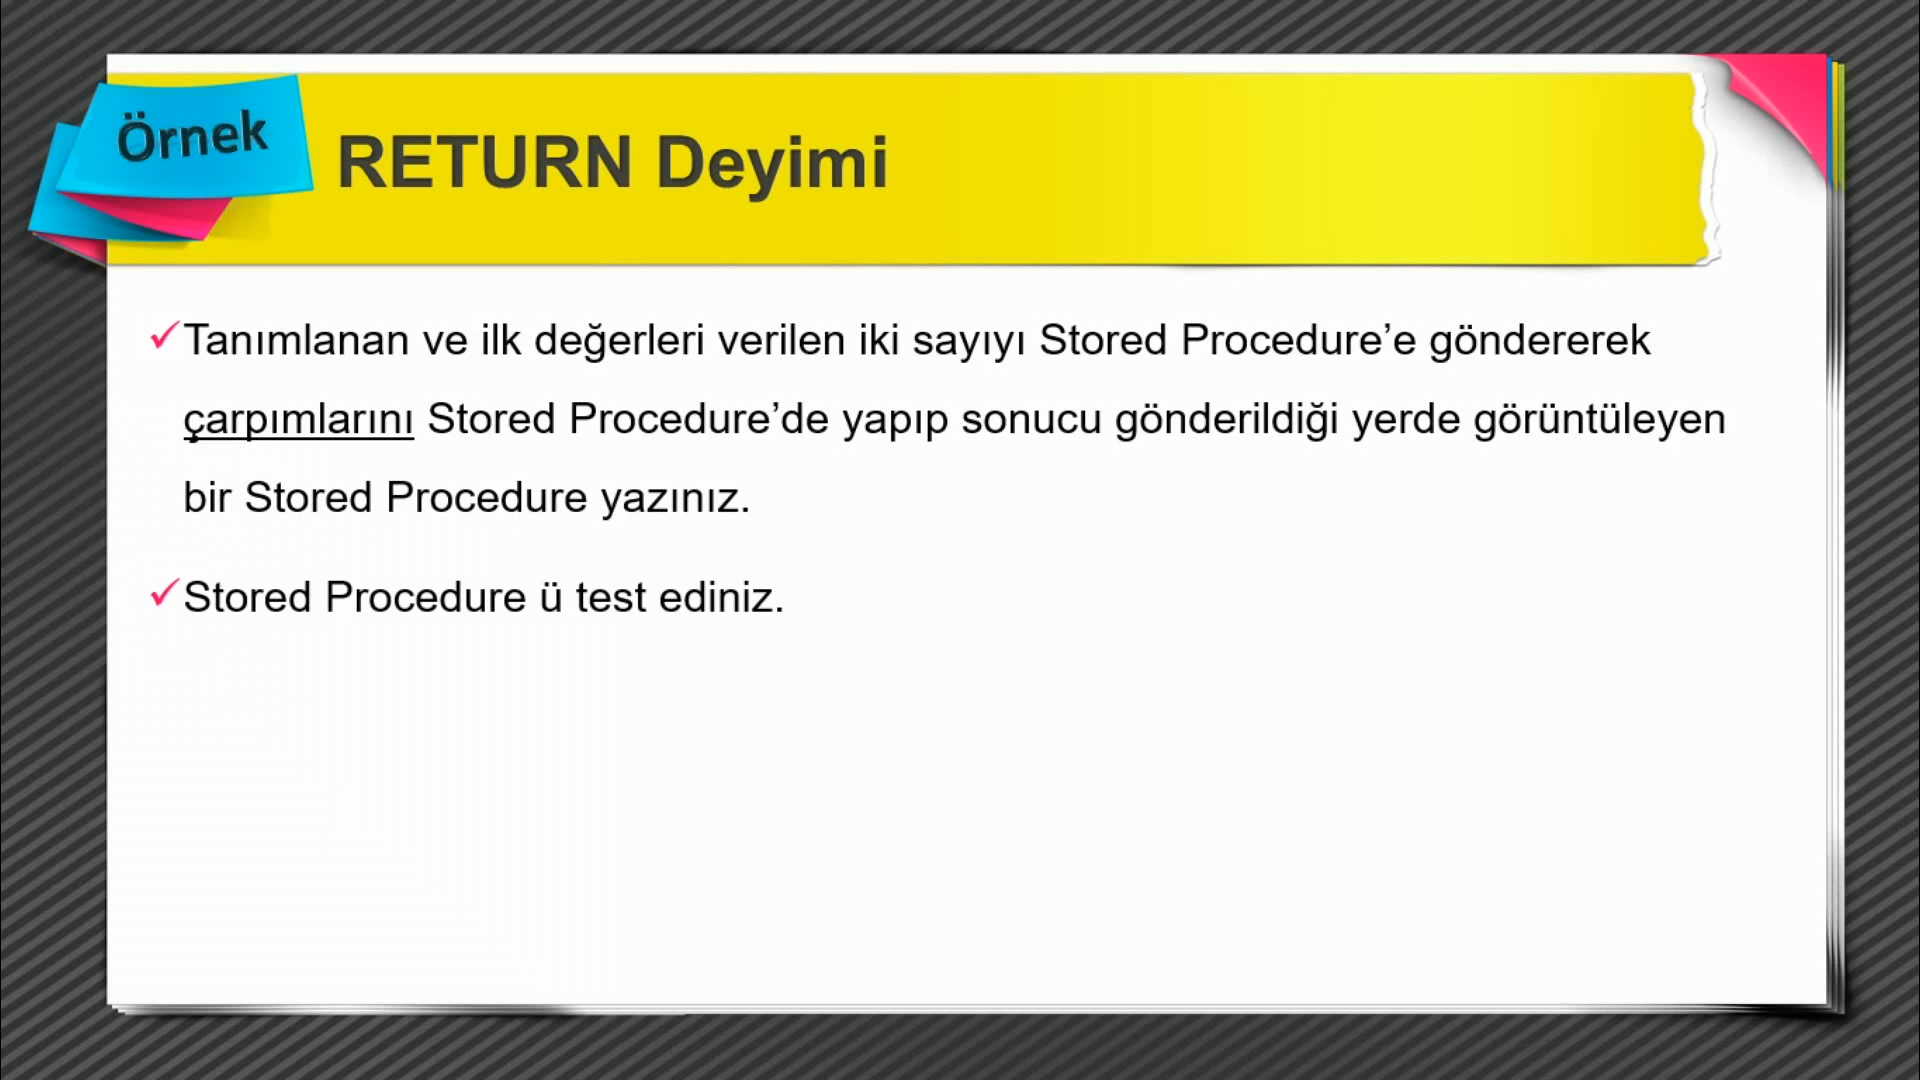 Örnek
RETURN Deyimi
Tanımlanan ve ilk değerleri verilen iki sayıyı Stored Procedure’e göndererek
çarpımlarını Stored Procedure’de yapıp sonucu gönderildiği yerde görüntüleyen
bir Stored Procedure yazınız.
Stored Procedure ü test ediniz.